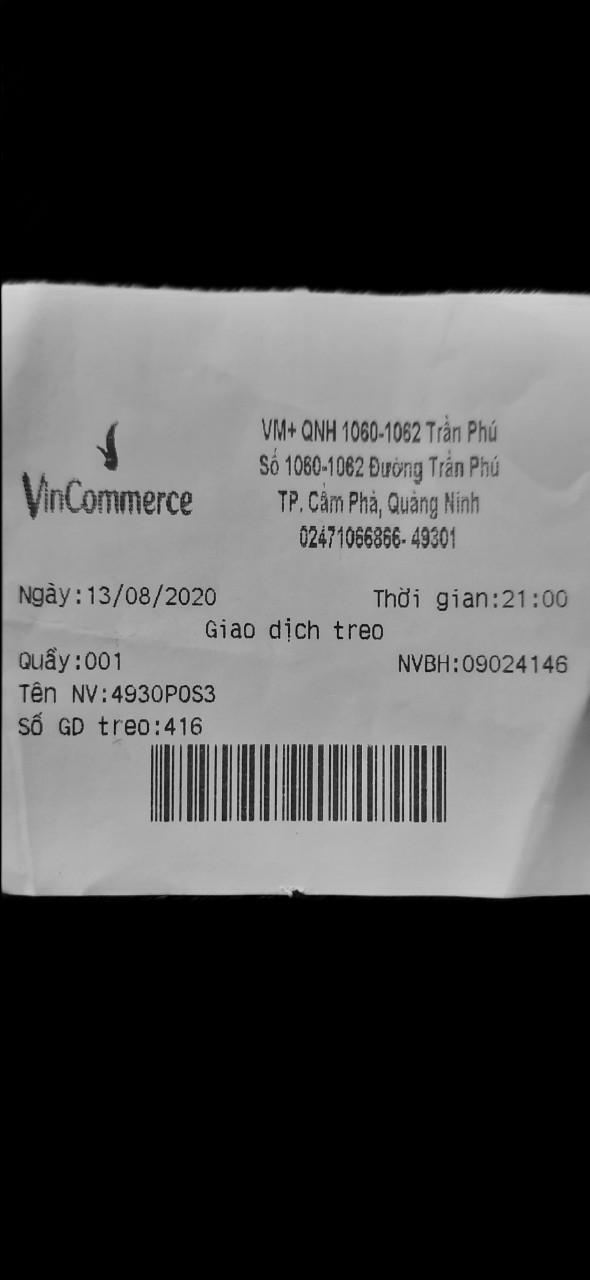 VinCommerce
VM+ QNH 1060-1062 Trần Phú
Số 1060-1062 Đường Trần Phú
TP. Cẩm Phả, Quảng Ninh
02471066866- 49301
Ngày:13/08/2020 Thời gian:21:00
Giao dịch treo
Quầy:001 NVBH:09024146
Tên NV:4930POS3
Số GD treo:416